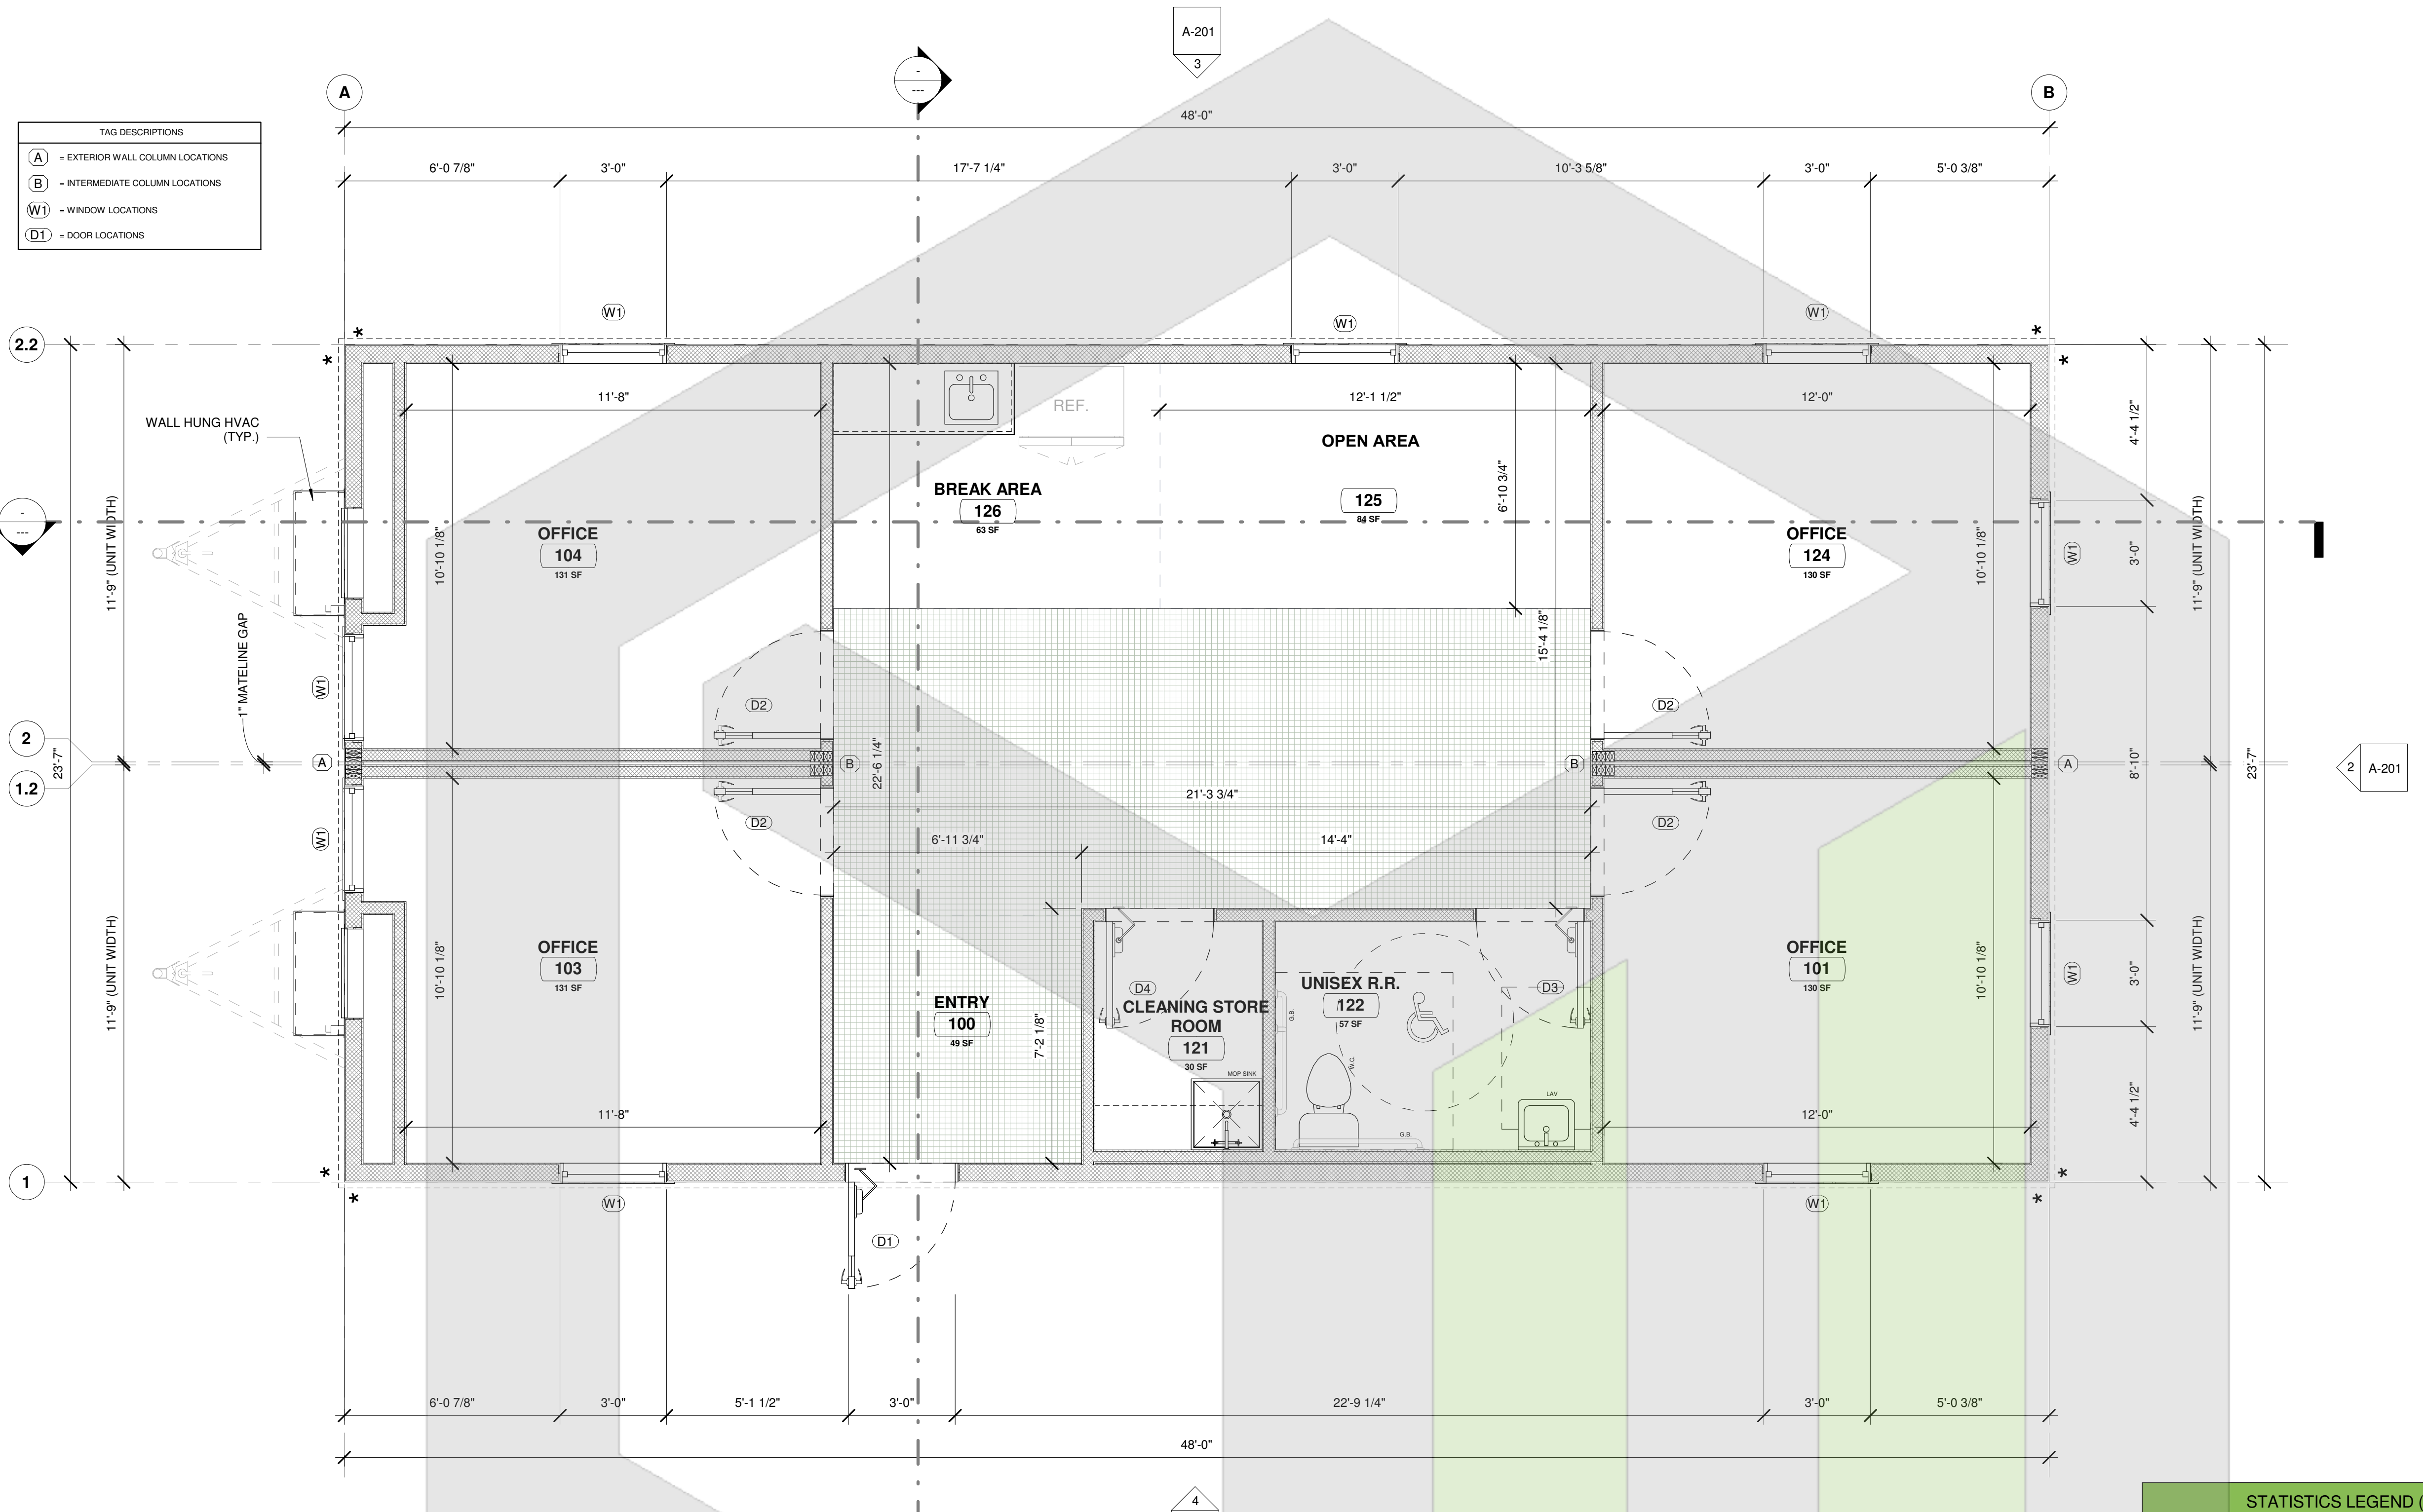 A-201
3
-
---
A
B
48'-0"
TAG DESCRIPTIONS
A = EXTERIOR WALL COLUMN LOCATIONS
B = INTERMEDIATE COLUMN LOCATIONS
W1 = WINDOW LOCATIONS
D1 = DOOR LOCATIONS
6'-0 7/8"
3'-0"
17'-7 1/4"
3'-0"
10'-3 5/8"
3'-0"
5'-0 3/8"
W1
W1
W1
2.2
*
*
*
*
WALL HUNG HVAC
(TYP.)
11'-8"
REF.
12'-1 1/2"
12'-0"
4'-4 1/2"
OPEN AREA
125
84 SF
6'-10 3/4"
BREAK AREA
126
63 SF
-
---
11'-9" (UNIT WIDTH)
OFFICE
104
131 SF
10'-10 1/8"
OFFICE
124
130 SF
10'-10 1/8"
W1
3'-0"
11'-9" (UNIT WIDTH)
1" MATELINE GAP
15'-4 1/8"
W1
D2
D2
2
1.2
23'-7"
A
B
22'-6 1/4"
B
A
8'-10"
23'-7"
2
A-201
21'-3 3/4"
W1
D2
D2
6'-11 3/4"
14'-4"
11'-9" (UNIT WIDTH)
10'-10 1/8"
OFFICE
103
131 SF
ENTRY
100
49 SF
7'-2 1/8"
D4
CLEANING STORE
ROOM
121
30 SF
MOP SINK
UNISEX R.R.
122
57 SF
G.B.
W.C.
D3
LAV
G.B.
OFFICE
101
130 SF
10'-10 1/8"
W1
3'-0"
11'-9" (UNIT WIDTH)
4'-4 1/2"
11'-8"
12'-0"
1
*
*
*
*
W1
W1
D1
6'-0 7/8"
3'-0"
5'-1 1/2"
3'-0"
22'-9 1/4"
3'-0"
5'-0 3/8"
48'-0"
4
STATISTICS LEGEND (